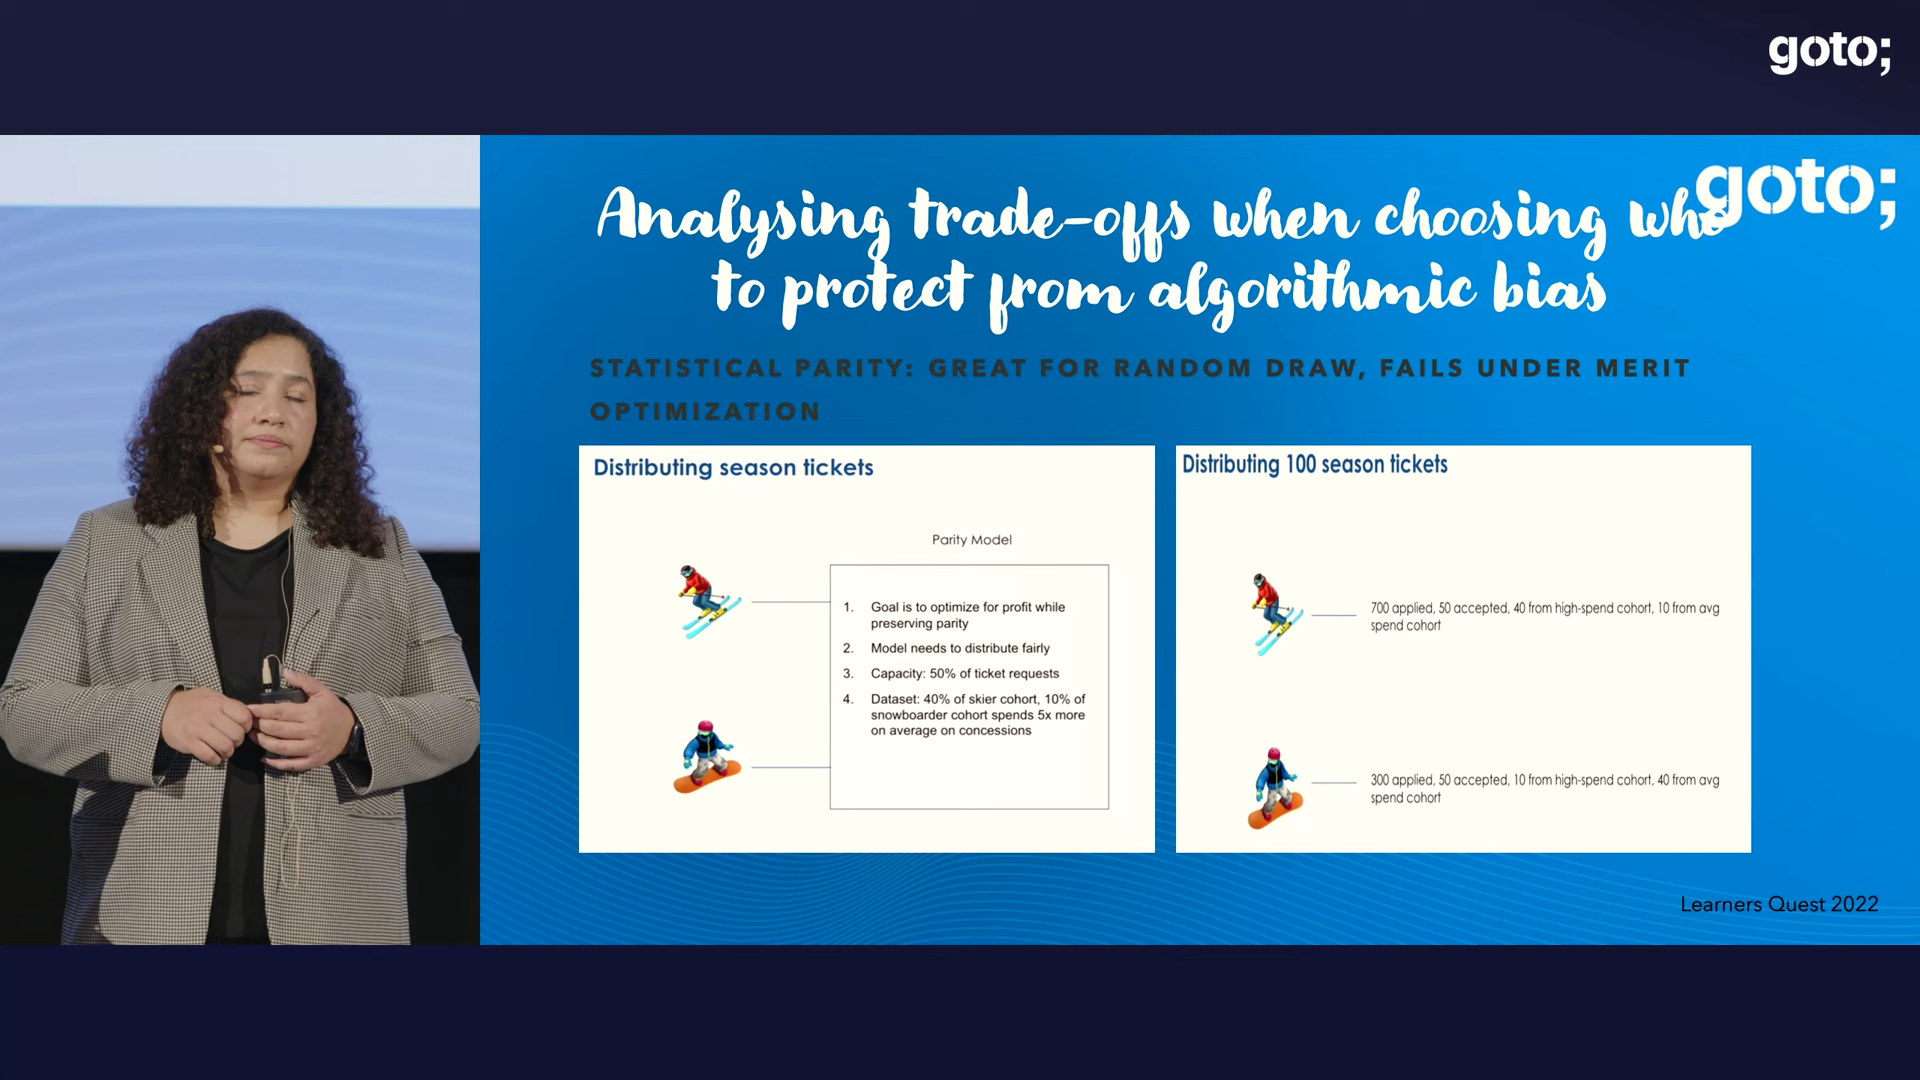 goto;
goto;
Analysing trade-offs when choosing who
to protect from algorithmic bias
STATISTICAL PARITY: GREAT FOR RANDOM DRAW, FAILS UNDER MERIT
OPTIMIZATION
Distributing season tickets
Parity Model
1. Goal is to optimize for profit while
preserving parity
2. Model needs to distribute fairly
3. Capacity: 50% of ticket requests
4. Dataset: 40% of skier cohort, 10% of
snowboarder cohort spends 5x more
on average on concessions
Distributing 100 season tickets
700 applied, 50 accepted, 40 from high-spend cohort, 10 from avg
spend cohort
300 applied, 50 accepted, 10 from high-spend cohort, 40 from avg
spend cohort
Learners Quest 2022